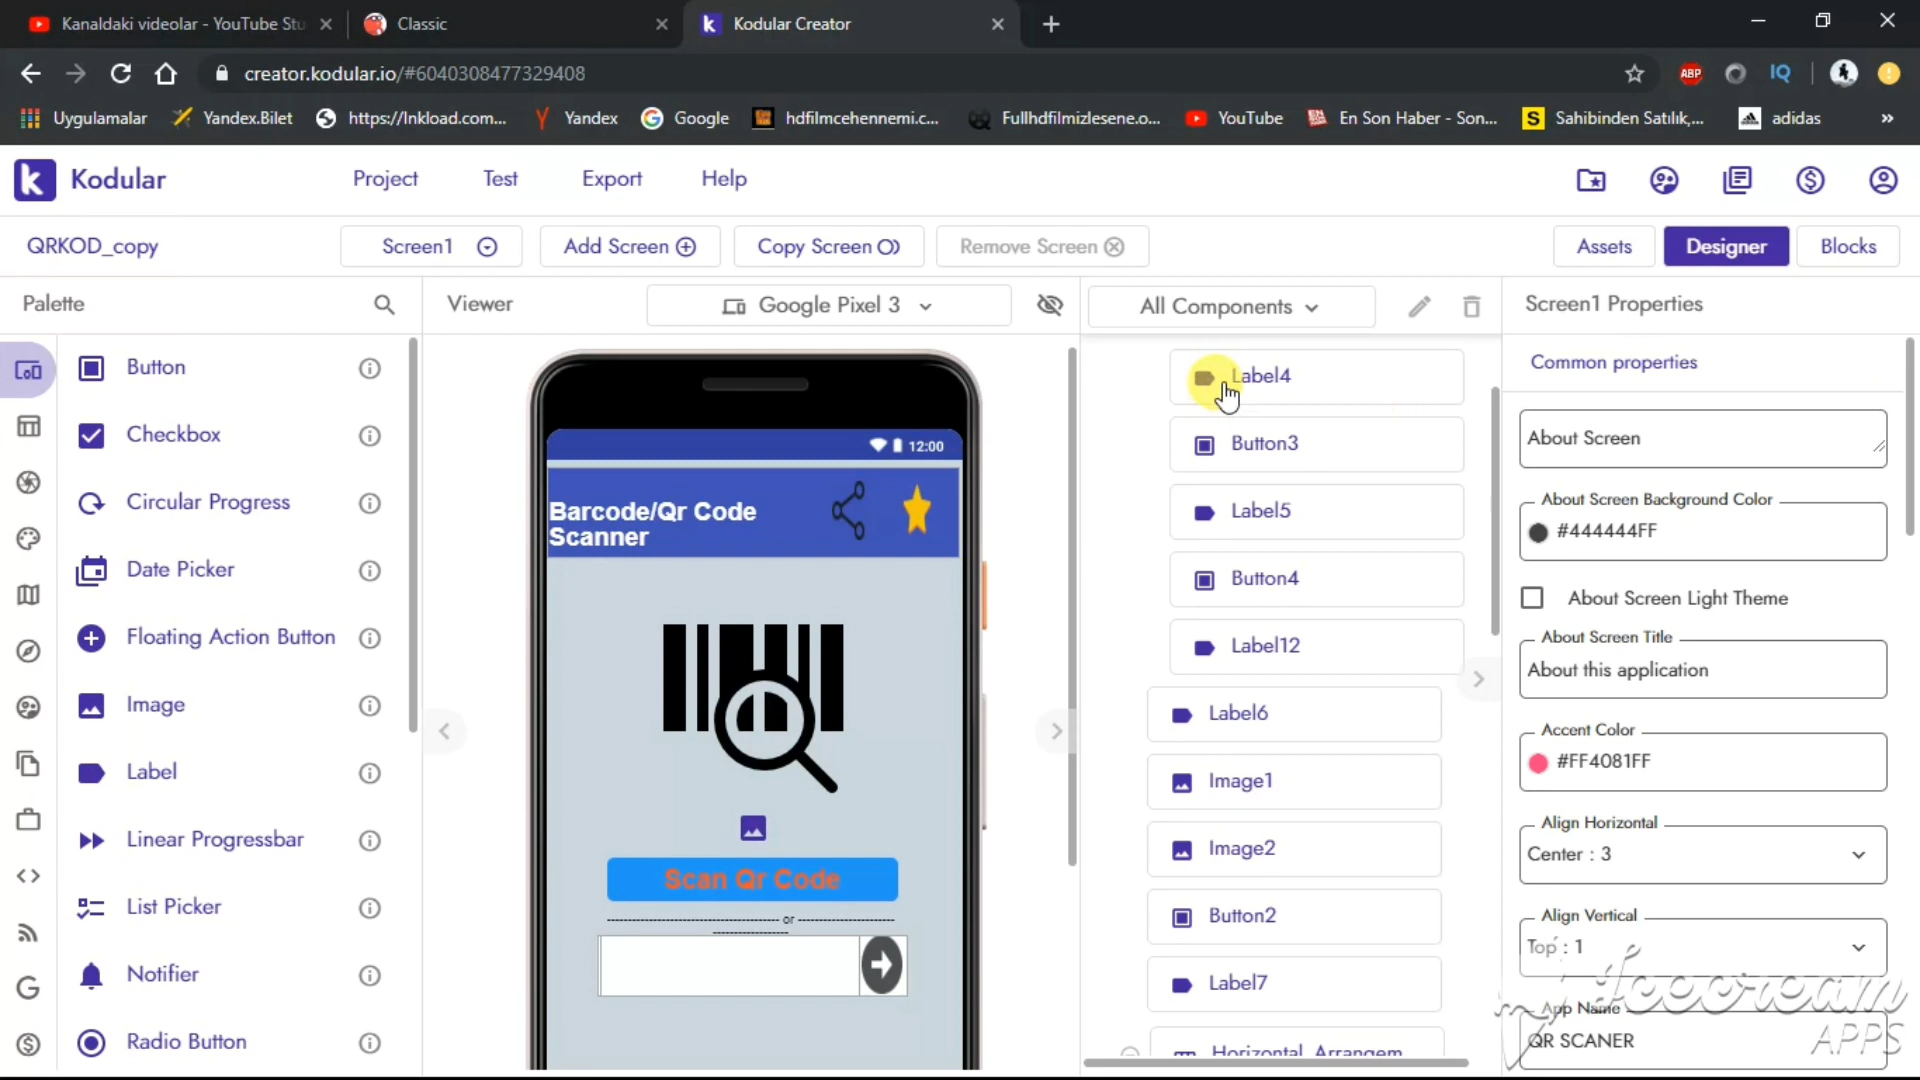 Kanaldaki videolar - YouTube Stu
Classic
Kodular Creator
creator.kodular.io/#6040308477329408
ABP
IQ
Uygulamalar
Yandex.Bilet
https://lnkload.com...
Yandex
Google
hdfilmcehennemi.c...
Fullhdfilmizlesene.o...
YouTube
En Son Haber - Son...
S
Sahibinden Satılık,...
adidas
»
k
Kodular
Project
Test
Export
Help
QRKOD_copy
Screen1
Add Screen
Copy Screen
Remove Screen
Assets
Designer
Blocks
Palette
Viewer
Google Pixel 3
All Components
Screen1 Properties
Button
Checkbox
Circular Progress
Date Picker
Floating Action Button
Image
Label
Linear Progressbar
List Picker
Notifier
Radio Button
12:00
Barcode/Qr Code
Scanner
Scan Qr Code
-------------------------------------------- or -------------------------
--------------------
Label4
Button3
Label5
Button4
Label12
Label6
Image1
Image2
Button2
Label7
Horizontal_Arrangem
Common properties
About Screen
About Screen Background Color
#444444FF
About Screen Light Theme
About Screen Title
About this application
Accent Color
#FF4081FF
Align Horizontal
Center : 3
Align Vertical
Top : 1
App Name
QR SCANER
Icecream
APPS